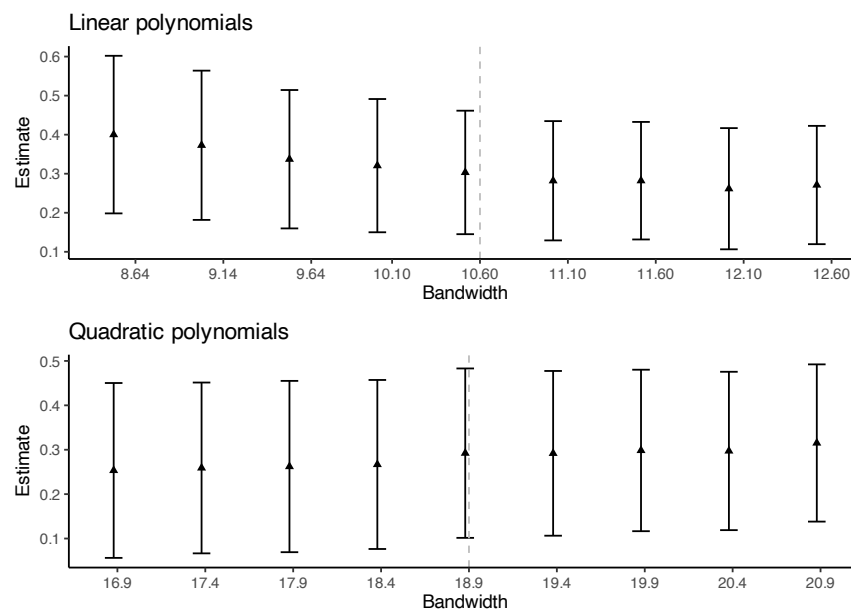 Linear polynomials
0.6
0.5
0.4
0.3
0.2
0.1
Estimate
8.64 9.14 9.64 10.10 10.60 11.10 11.60 12.10 12.60
Bandwidth
Quadratic polynomials
0.5
0.4
0.3
0.2
0.1
Estimate
16.9 17.4 17.9 18.4 18.9 19.4 19.9 20.4 20.9
Bandwidth